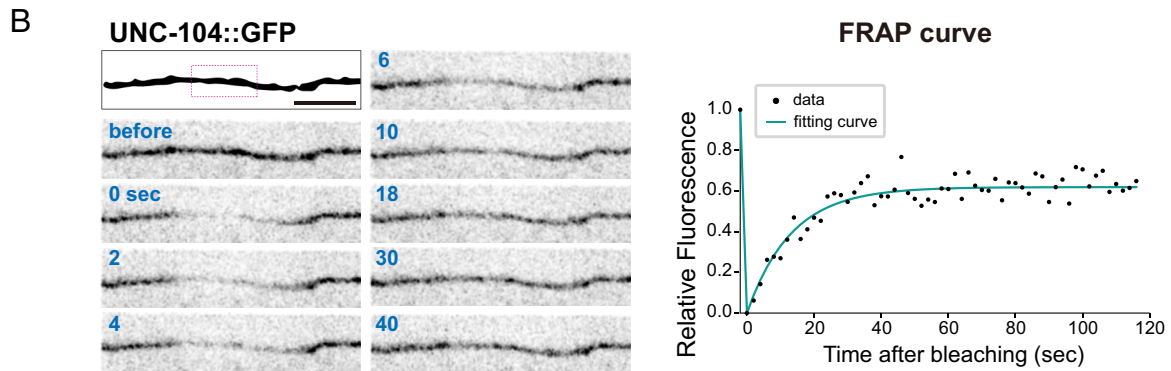 B
UNC-104::GFP
before
0 sec
2
4
6
10
18
30
40
FRAP curve
data
fitting curve
Relative Fluorescence
1.0
0.8
0.6
0.4
0.2
0.0
0 20 40 60 80 100 120
Time after bleaching (sec)